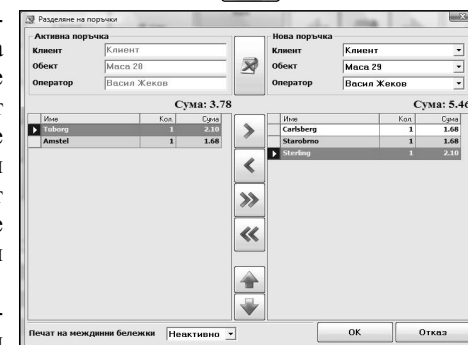 Разделяне на поръчки
Активна поръчка
Клиент Клиент
Обект Маса 28
Оператор Васил Жеков
Сума: 3.78
Име Кол. Сума
Tuborg 1 2.10
Amstel 1 1.68
Нова поръчка
Клиент Клиент
Обект Маса 29
Оператор Васил Жеков
Сума: 5.46
Име Кол. Сума
Carlsberg 1 1.68
Starobrno 1 1.68
Sterling 1 2.10
Печат на междинни бележки Неактивно
OK Отказ